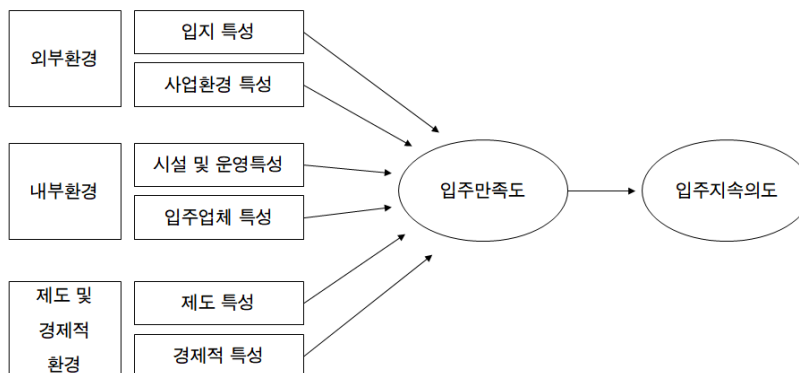 외부환경
입지 특성
사업환경 특성
내부환경
시설 및 운영특성
입주업체 특성
입주만족도
입주지속의도
제도 및
경제적
환경
제도 특성
경제적 특성